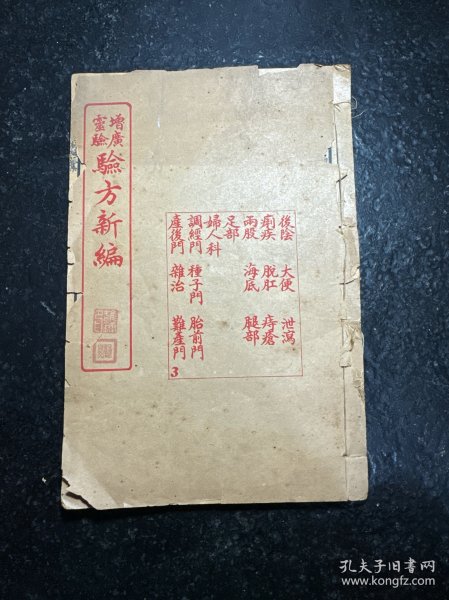 增廣
靈驗
驗方新編
後陰 大便 泄瀉
痢疾 脫肛 痔瘡
兩股 海底 腿部
足部
婦人科
調經門 種子門 胎前門
產後門 雜治 難產門
3
孔夫子旧书网
www.kongfz.com